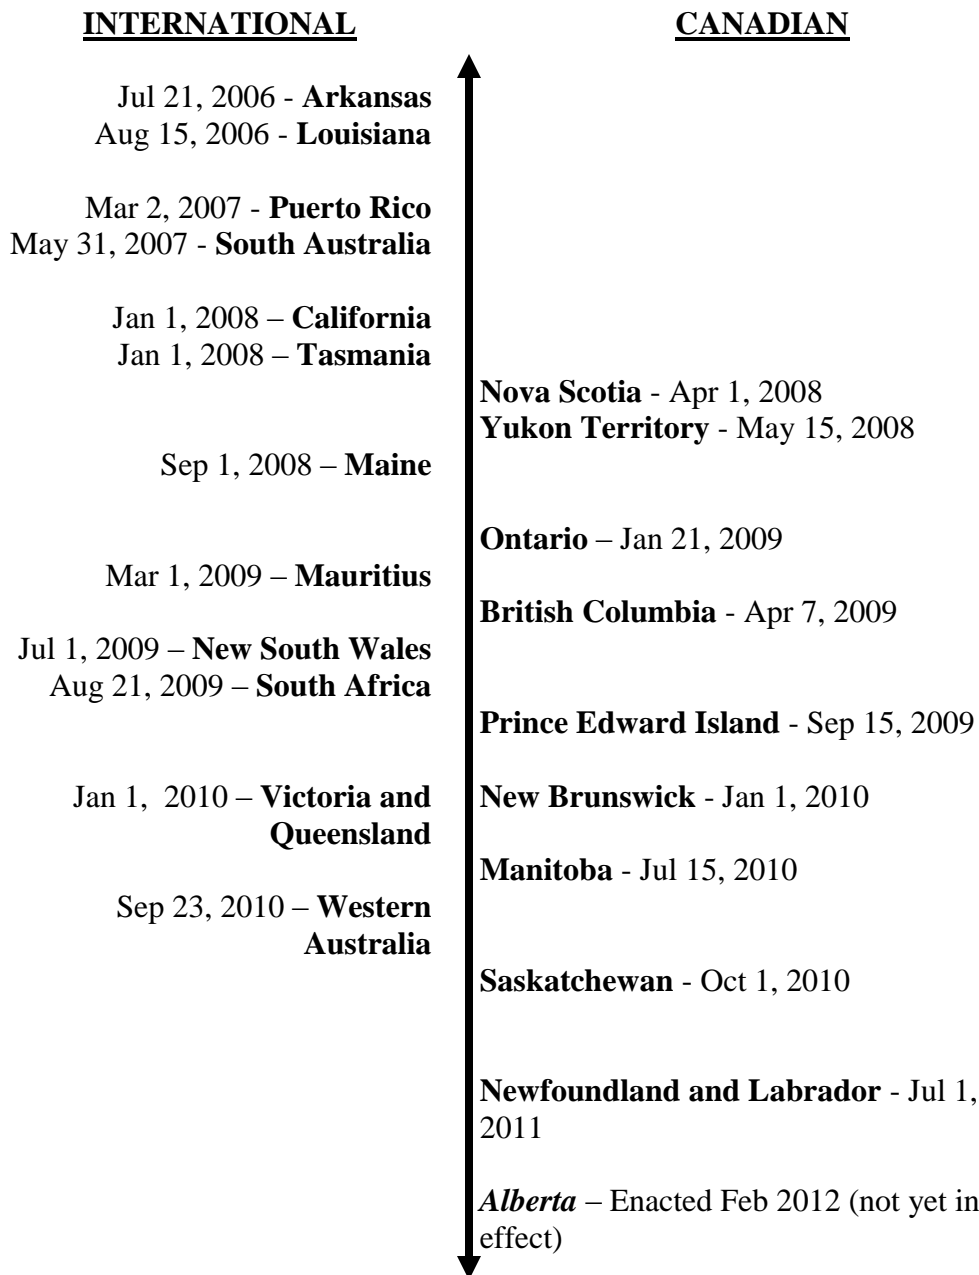 INTERNATIONAL
CANADIAN
Jul 21, 2006 - Arkansas
Aug 15, 2006 - Louisiana
Mar 2, 2007 - Puerto Rico
May 31, 2007 - South Australia
Jan 1, 2008 – California
Jan 1, 2008 – Tasmania
Nova Scotia - Apr 1, 2008
Yukon Territory - May 15, 2008
Sep 1, 2008 – Maine
Ontario – Jan 21, 2009
Mar 1, 2009 – Mauritius
British Columbia - Apr 7, 2009
Jul 1, 2009 – New South Wales
Aug 21, 2009 – South Africa
Prince Edward Island - Sep 15, 2009
Jan 1,  2010 – Victoria and
Queensland
New Brunswick - Jan 1, 2010
Manitoba - Jul 15, 2010
Sep 23, 2010 – Western
Australia
Saskatchewan - Oct 1, 2010
Newfoundland and Labrador - Jul 1,
2011
Alberta – Enacted Feb 2012 (not yet in
effect)